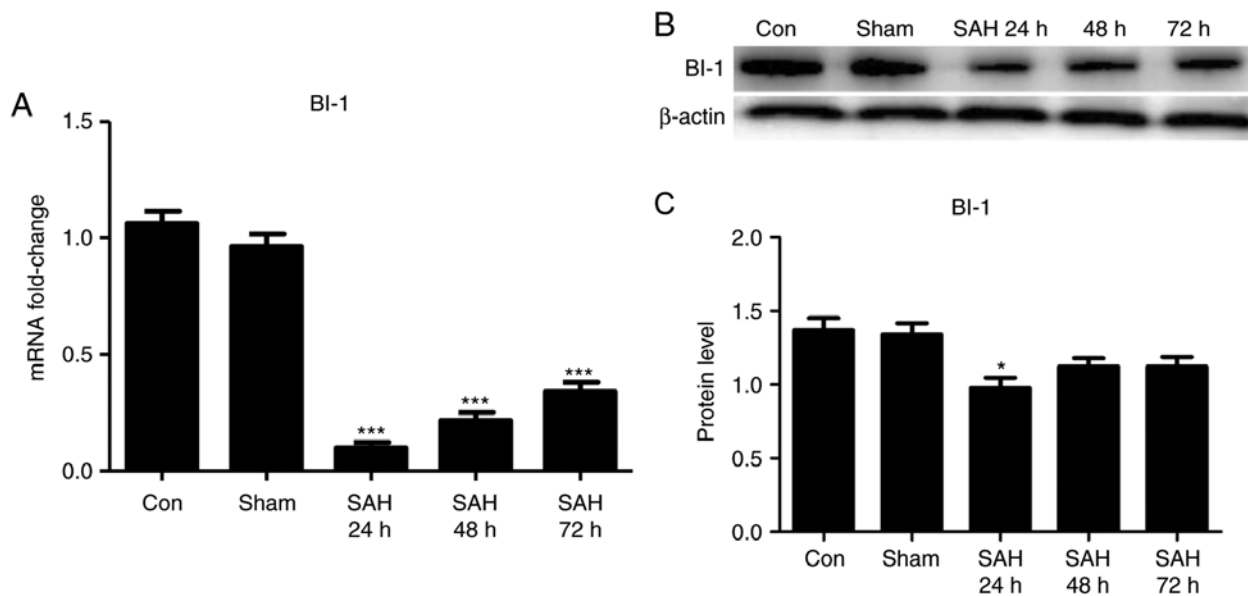 A
BI-1
mRNA fold-change
1.5
1.0
0.5
0.0
***
***
***
Con Sham SAH SAH SAH
24 h 48 h 72 h
B
Con Sham SAH 24 h 48 h 72 h
BI-1
β-actin
C
BI-1
Protein level
2.0
1.5
1.0
0.5
0.0
*
Con Sham SAH SAH SAH
24 h 48 h 72 h